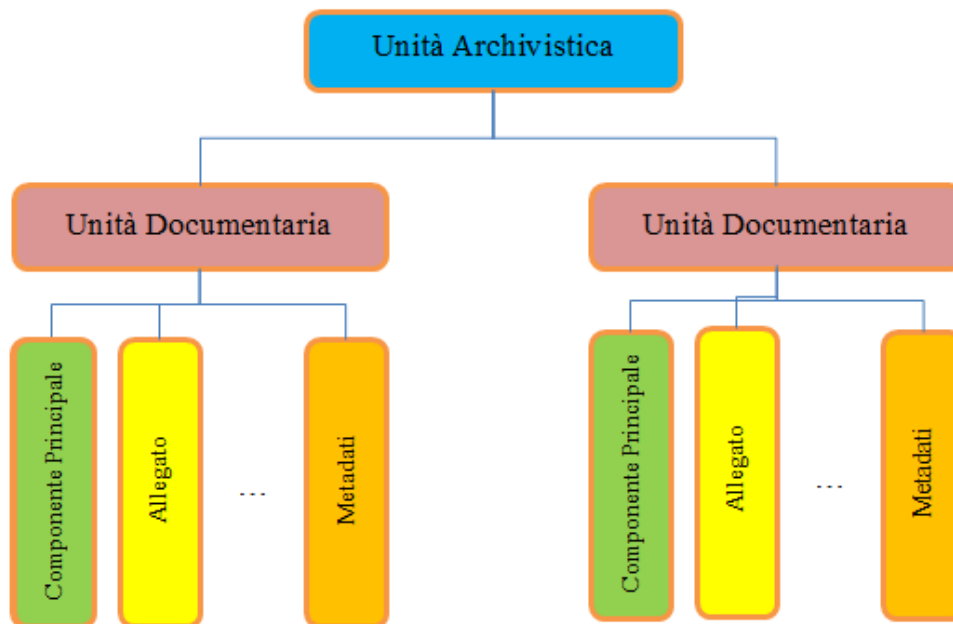 Unità Archivistica
Unità Documentaria
Unità Documentaria
Componente Principale
Allegato
...
Metadati
Componente Principale
Allegato
...
Metadati